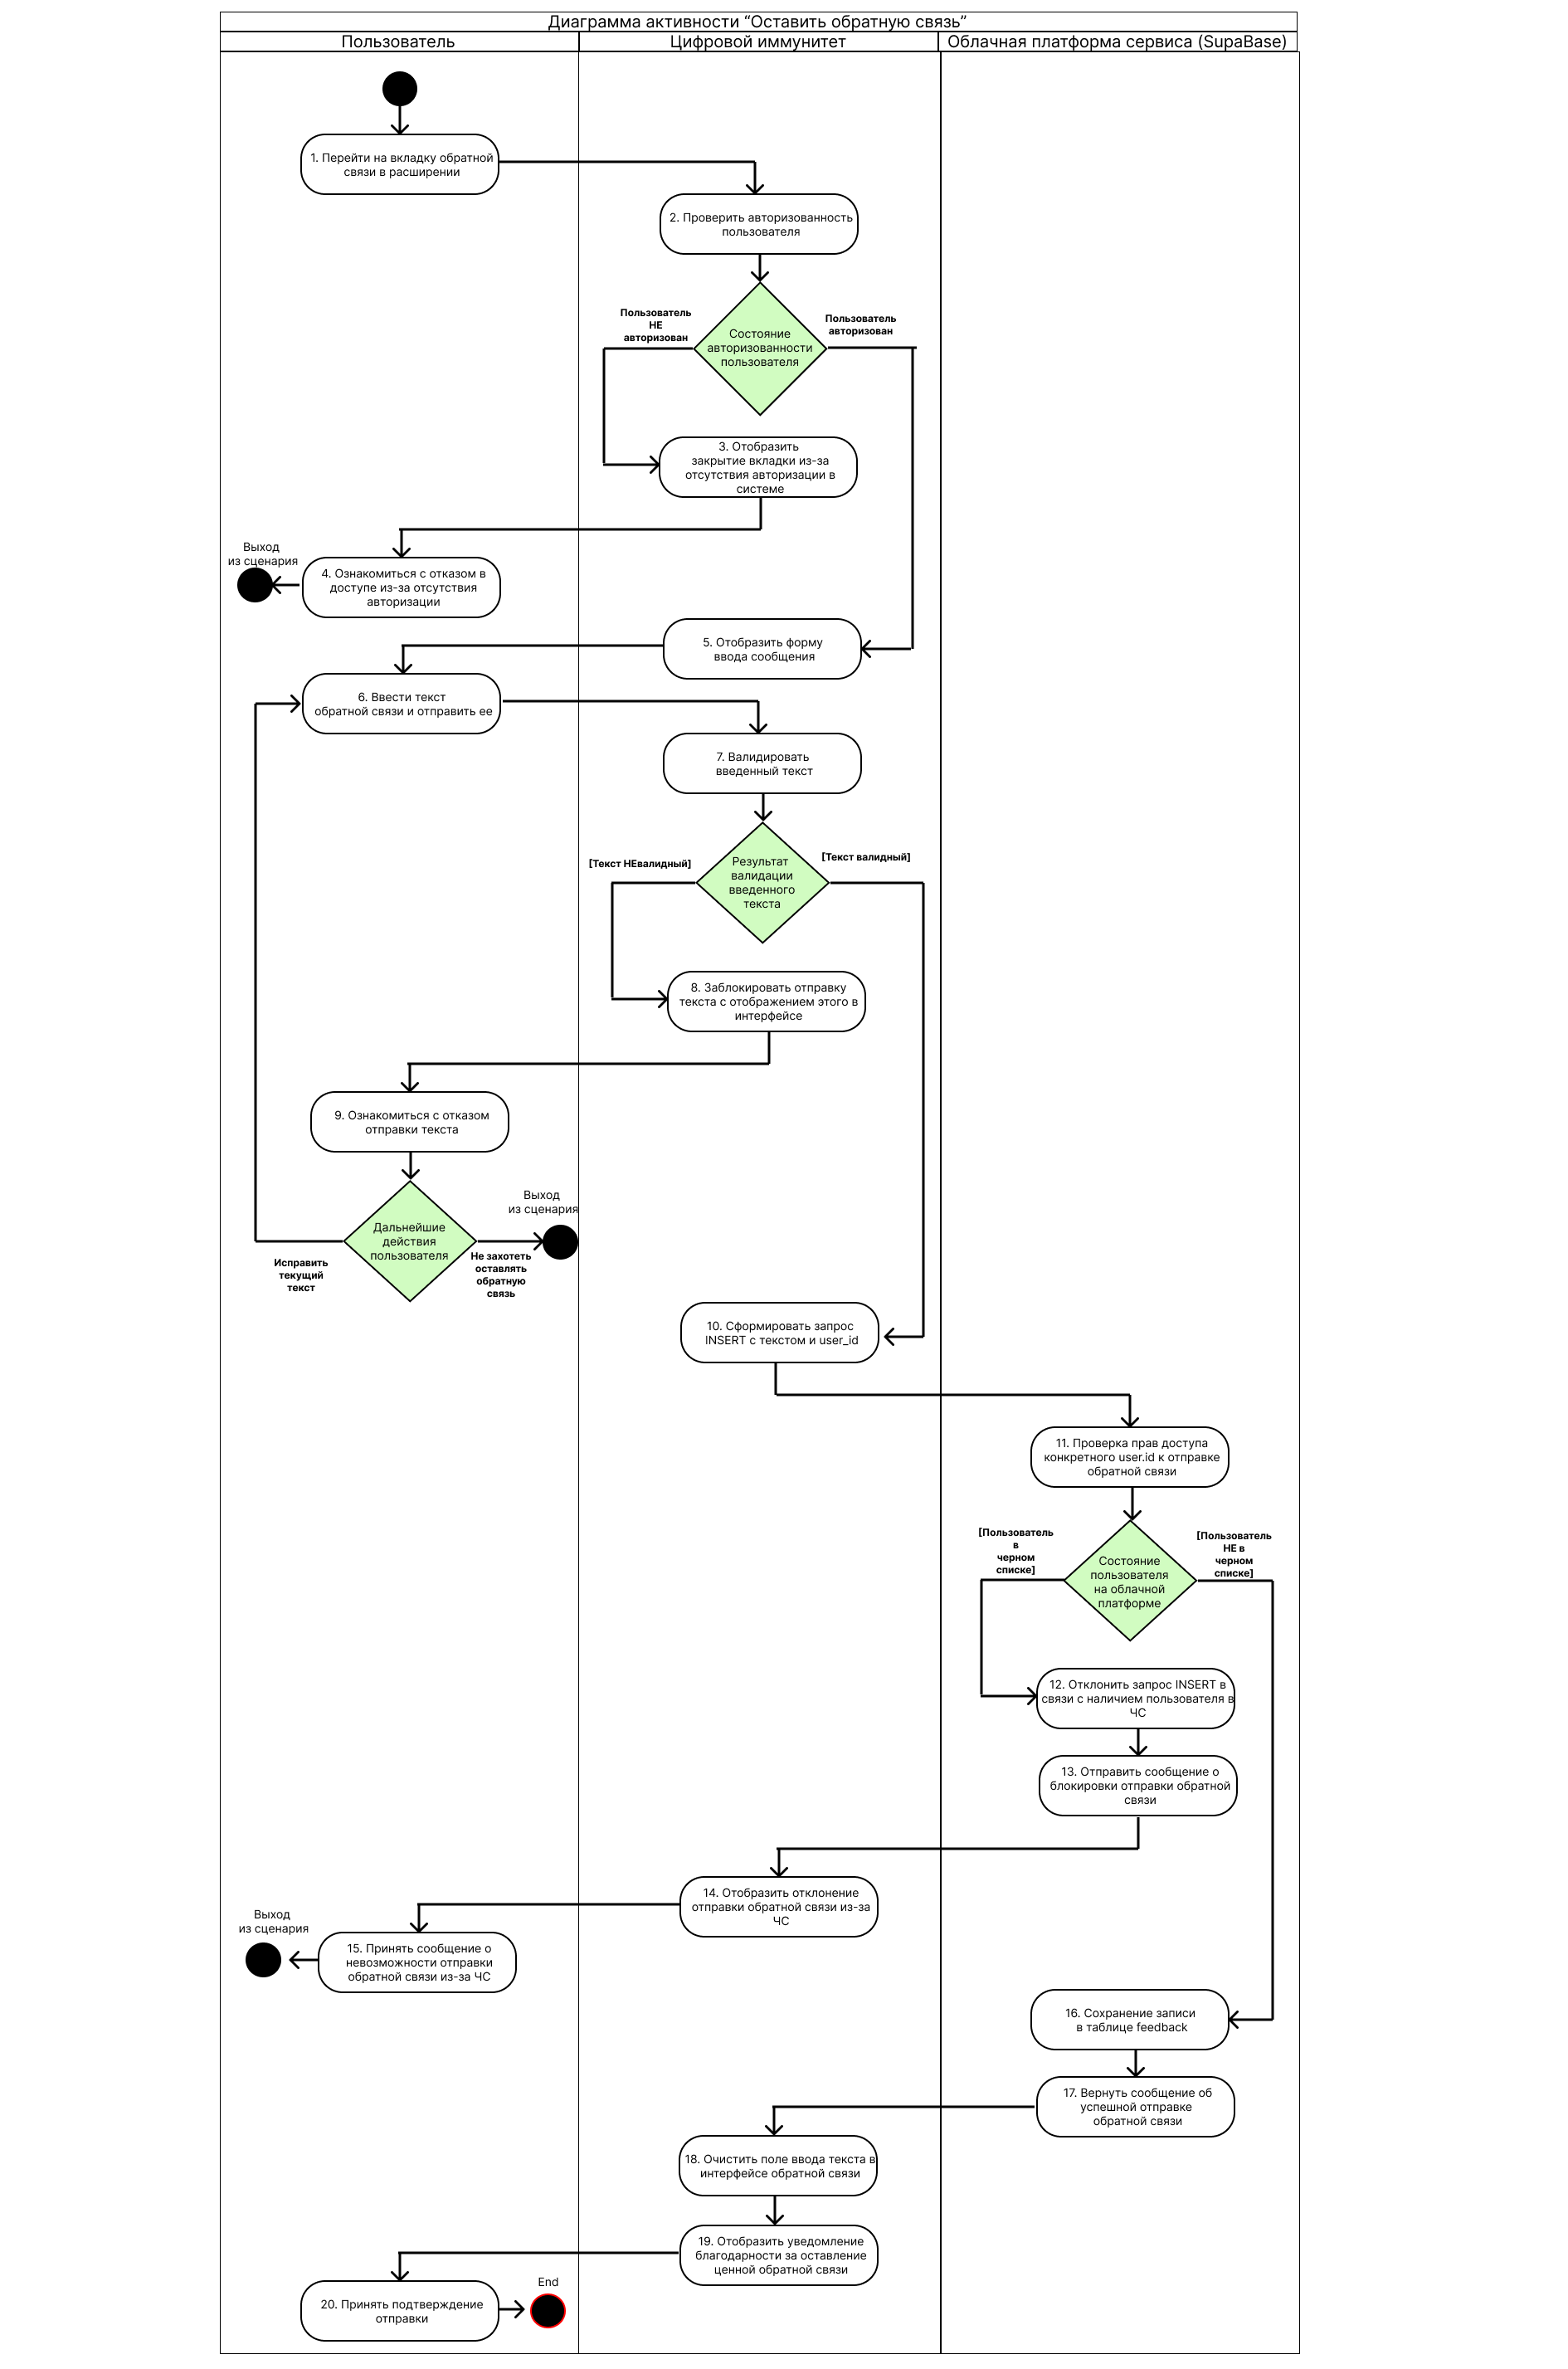 Диаграмма активности “Оставить обратную связь”
Пользователь
Цифровой иммунитет
Облачная платформа сервиса (SupaBase)
1. Перейти на вкладку обратной
связи в расширении
2. Проверить авторизованность
пользователя
Пользователь
НЕ
авторизован
Состояние
авторизованности
пользователя
Пользователь
авторизован
3. Отобразить
закрытие вкладки из-за
отсутствия авторизации в
системе
Выход
из сценария
4. Ознакомиться с отказом в
доступе из-за отсутствия
авторизации
5. Отобразить форму
ввода сообщения
6. Ввести текст
обратной связи и отправить ее
7. Валидировать
введенный текст
[Текст НЕвалидный]
Результат
валидации
введенного
текста
[Текст валидный]
8. Заблокировать отправку
текста с отображением этого в
интерфейсе
9. Ознакомиться с отказом
отправки текста
Дальнейшие
действия
пользователя
Выход
из сценария
Исправить
текущий
текст
Не захотеть
оставлять
обратную
связь
10. Сформировать запрос
INSERT с текстом и user_id
11. Проверка прав доступа
конкретного user.id к отправке
обратной связи
[Пользователь
в
черном
списке]
Состояние
пользователя
на облачной
платформе
[Пользователь
НЕ в
черном
списке]
12. Отклонить запрос INSERT в
связи с наличием пользователя в
ЧС
13. Отправить сообщение о
блокировки отправки обратной
связи
14. Отобразить отклонение
отправки обратной связи из-за
ЧС
Выход
из сценария
15. Принять сообщение о
невозможности отправки
обратной связи из-за ЧС
16. Сохранение записи
в таблице feedback
17. Вернуть сообщение об
успешной отправке
обратной связи
18. Очистить поле ввода текста в
интерфейсе обратной связи
19. Отобразить уведомление
благодарности за оставление
ценной обратной связи
20. Принять подтверждение
отправки
End